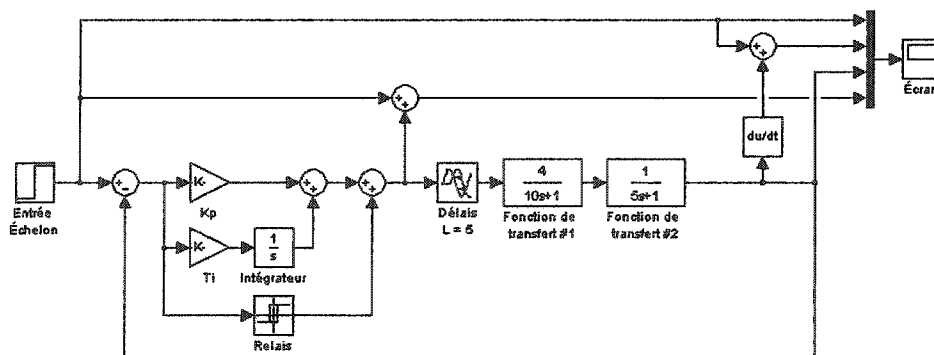 Écran
du/dt
+
+
+
+
Entrée
Échelon
+
-
K-
Kp
+
+
+
+
Délais
L = 5
4
10s+1
Fonction de
transfert #1
1
5s+1
Fonction de
transfert #2
K-
Ti
1
s
Intégrateur
Relais